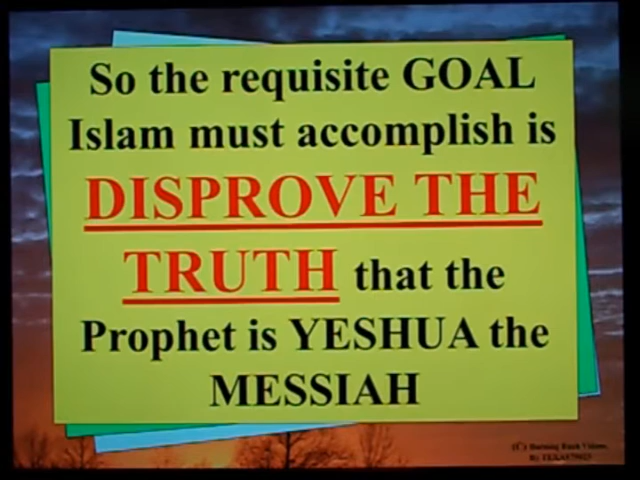 So the requisite GOAL
Islam must accomplish is
DISPROVE THE
TRUTH that the
Prophet is YESHUA the
MESSIAH